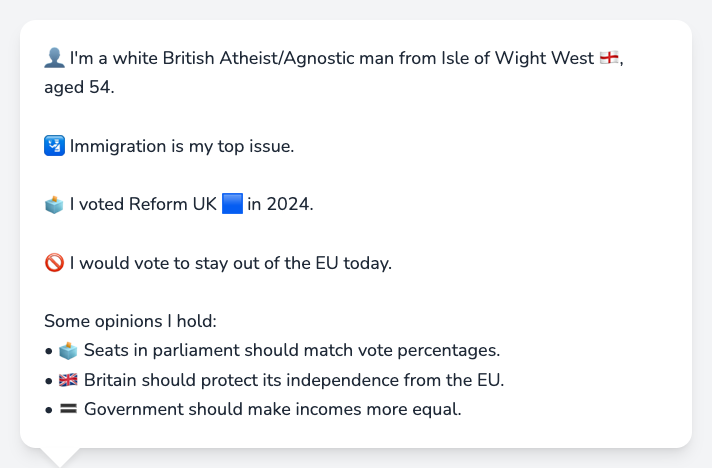 👤 I'm a white British Atheist/Agnostic man from Isle of Wight West 🏴󠁧󠁢󠁥󠁮󠁧󠁿,
aged 54.
🛂 Immigration is my top issue.
🗳️ I voted Reform UK 🟦 in 2024.
🚫 I would vote to stay out of the EU today.
Some opinions I hold:
• 🗳️ Seats in parliament should match vote percentages.
• 🇬🇧 Britain should protect its independence from the EU.
• 🟰 Government should make incomes more equal.